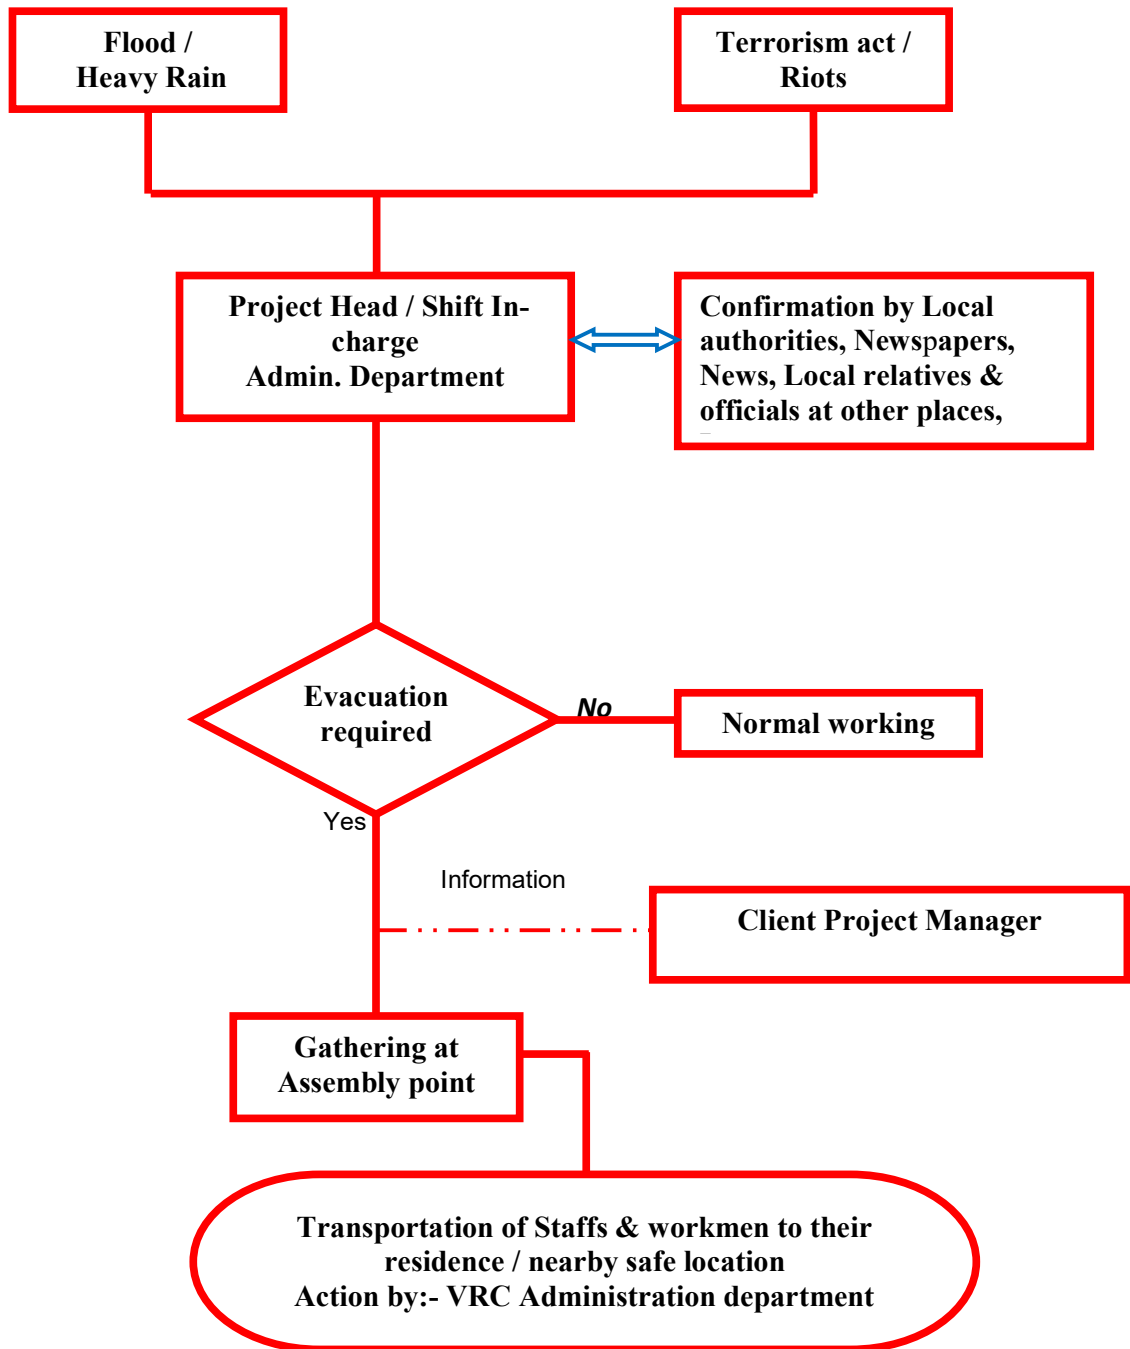 Flood /
Heavy Rain
Terrorism act /
Riots
Project Head / Shift In-
charge
Admin. Department
Confirmation by Local
authorities, Newspapers,
News, Local relatives &
officials at other places,
Evacuation
required
No
Normal working
Yes
Information
Client Project Manager
Gathering at
Assembly point
Transportation of Staffs & workmen to their
residence / nearby safe location
Action by:- VRC Administration department